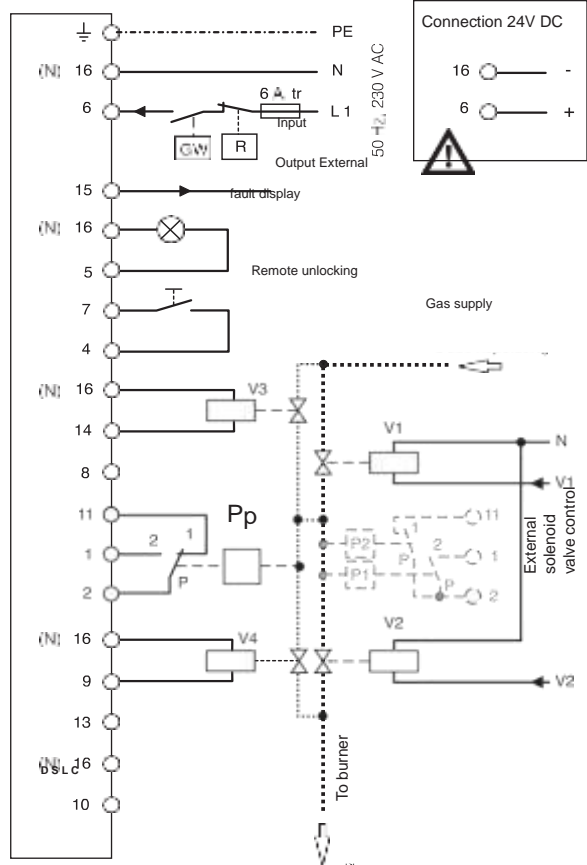 PE
(N) 16
N
6
6 A tr
L 1
Input
GW
R
50 Hz, 230 V AC
Connection 24V DC
16
-
6
+
Output External
15
fault display
(N) 16
5
Remote unlocking
7
Gas supply
4
(N) 16
V3
14
V1
N
8
V1
11
1
2
Pp
1
2
P
P2
P1
1
P
2
P
11
1
2
External
solenoid
valve control
(N) 16
V4
V2
9
V2
13
(N) 16
DSLC
10
To burner